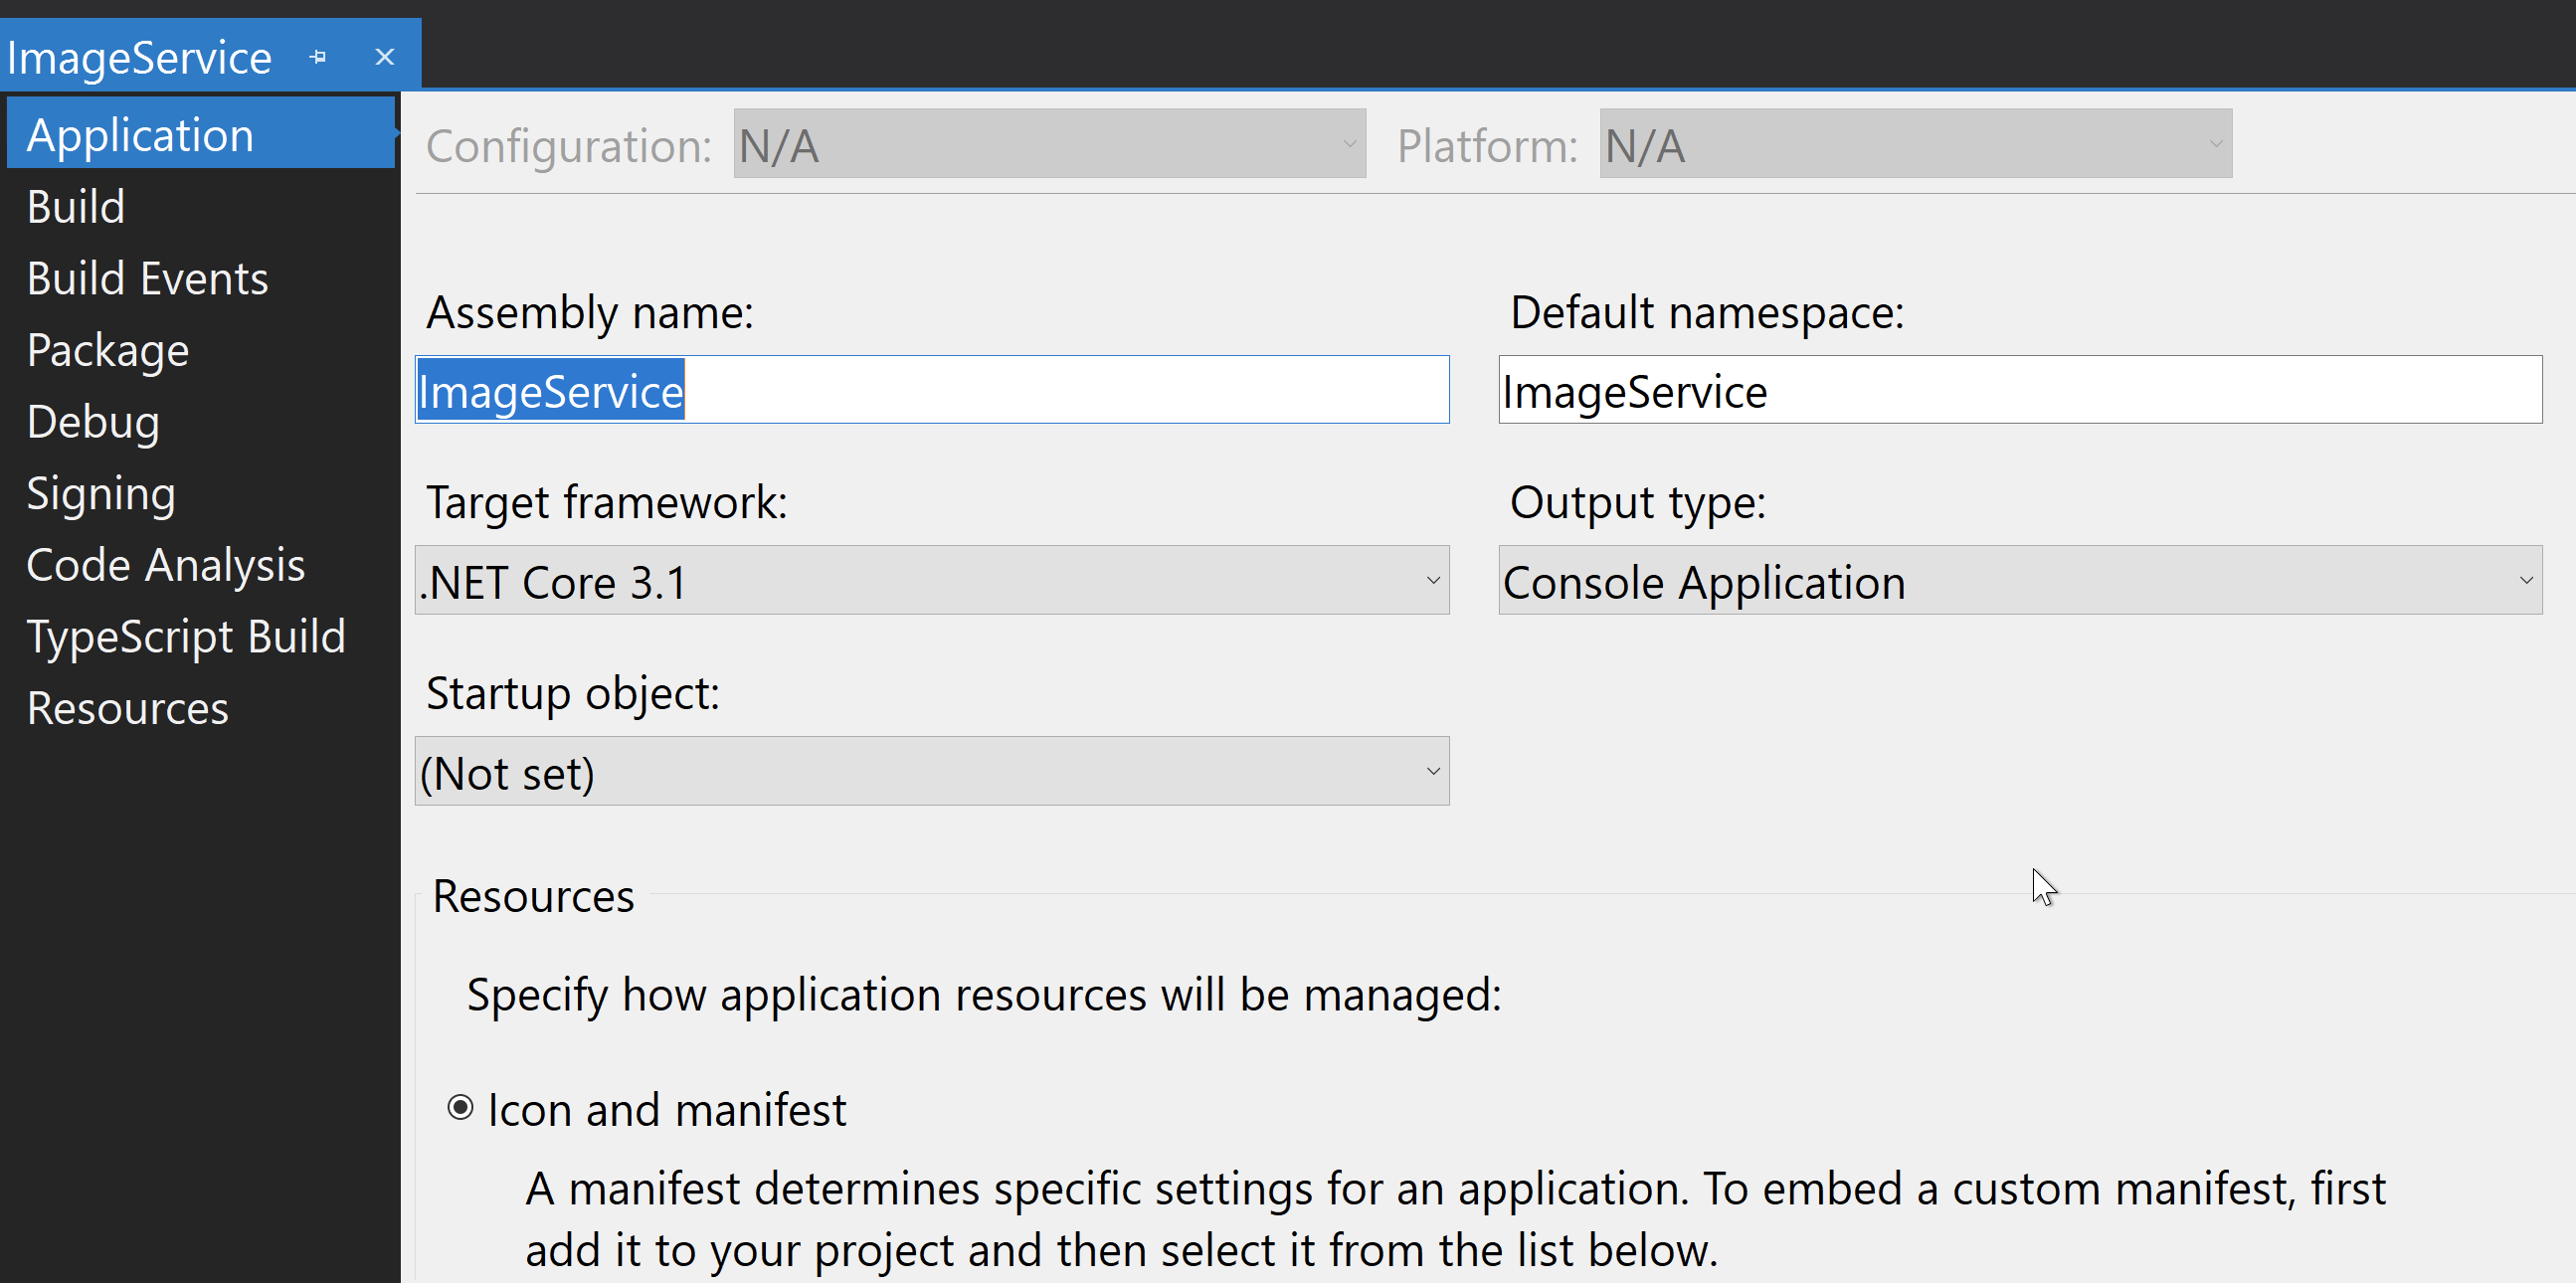 ImageService
Application
Build
Build Events
Package
Debug
Signing
Code Analysis
TypeScript Build
Resources
Configuration: N/A Platform: N/A
Assembly name: Default namespace:
ImageService ImageService
Target framework: Output type:
.NET Core 3.1 Console Application
Startup object:
(Not set)
Resources
Specify how application resources will be managed:
Icon and manifest
A manifest determines specific settings for an application. To embed a custom manifest, first
add it to your project and then select it from the list below.